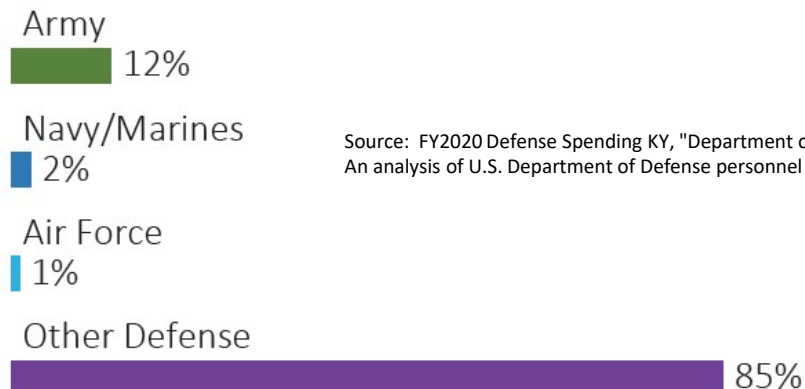 Army
12%
Navy/Marines
2%
Source: FY2020 Defense Spending KY, "Department
An analysis of U.S. Department of Defense personnel
Air Force
1%
Other Defense
85%